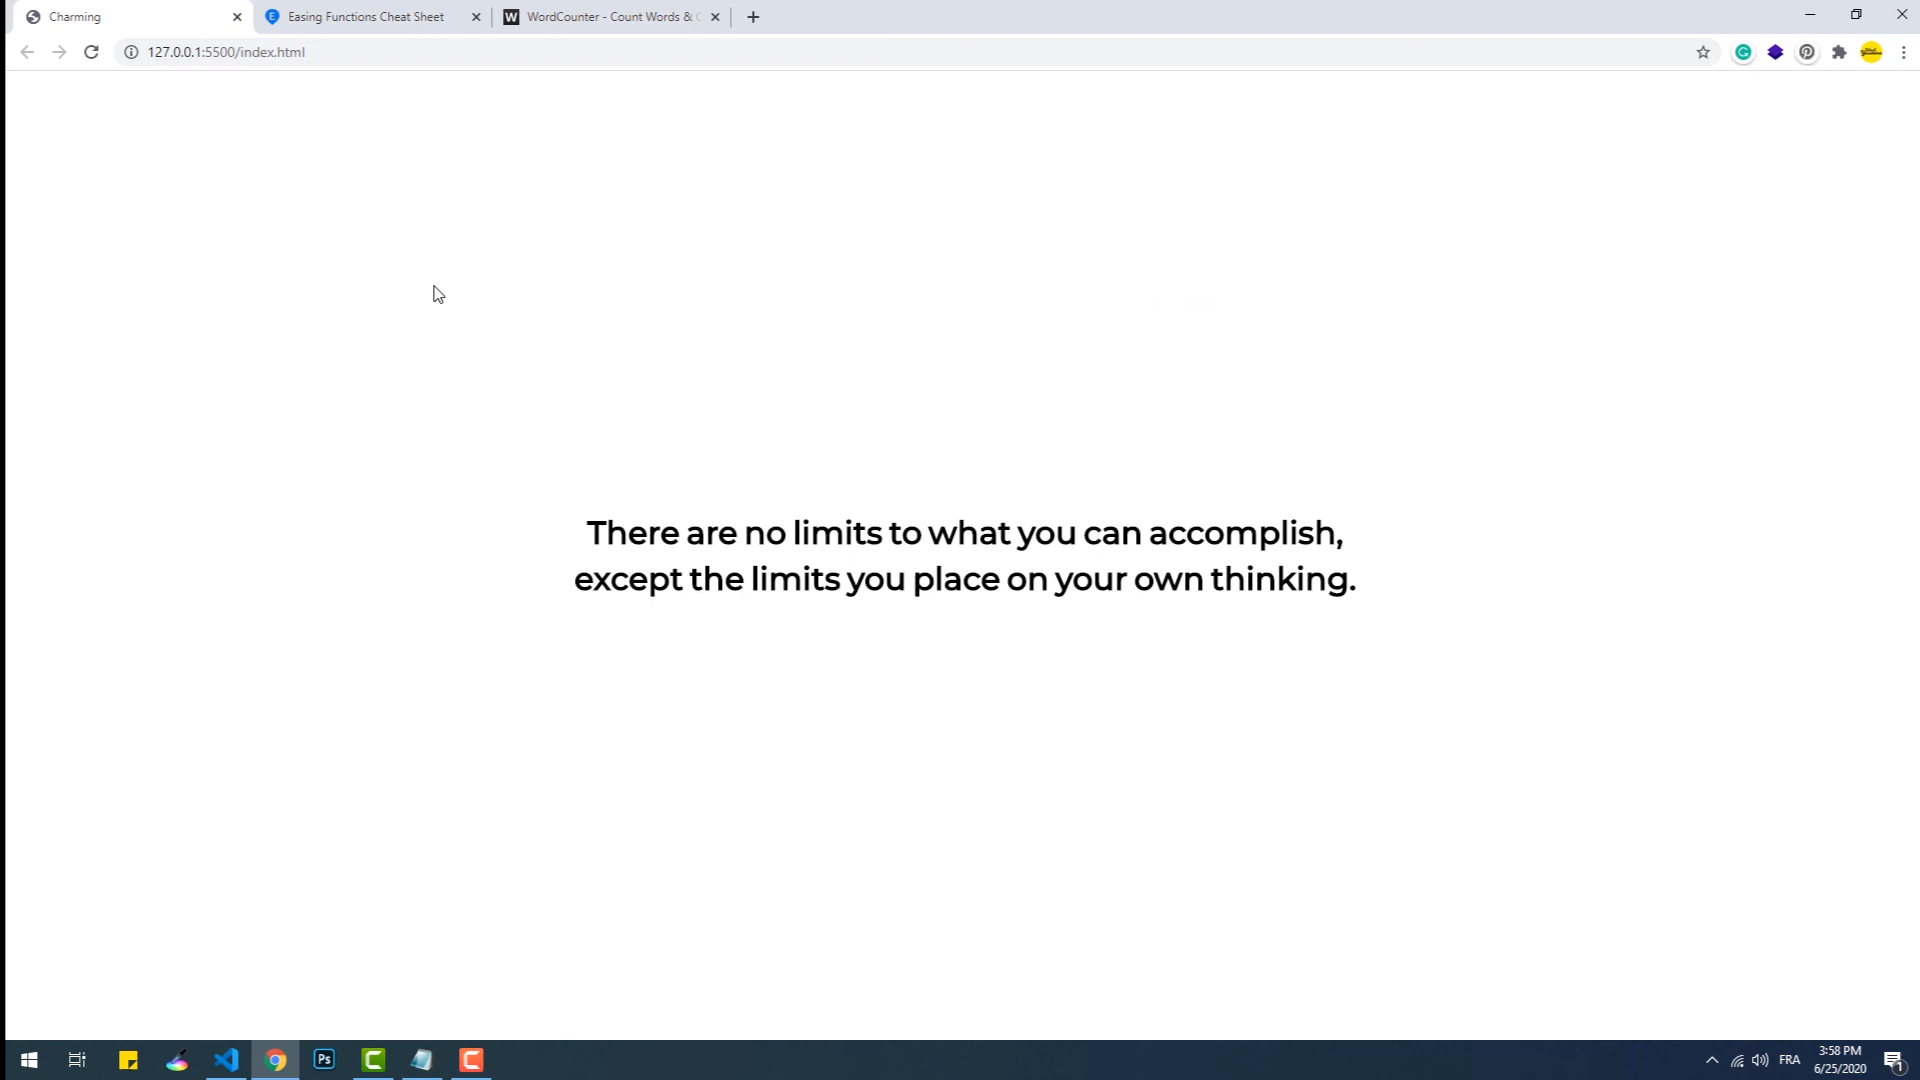 Charming
Easing Functions Cheat Sheet
WordCounter - Count Words &
127.0.0.1:5500/index.html
There are no limits to what you can accomplish,
except the limits you place on your own thinking.
Ps
FRA
3:58 PM
6/25/2020
1